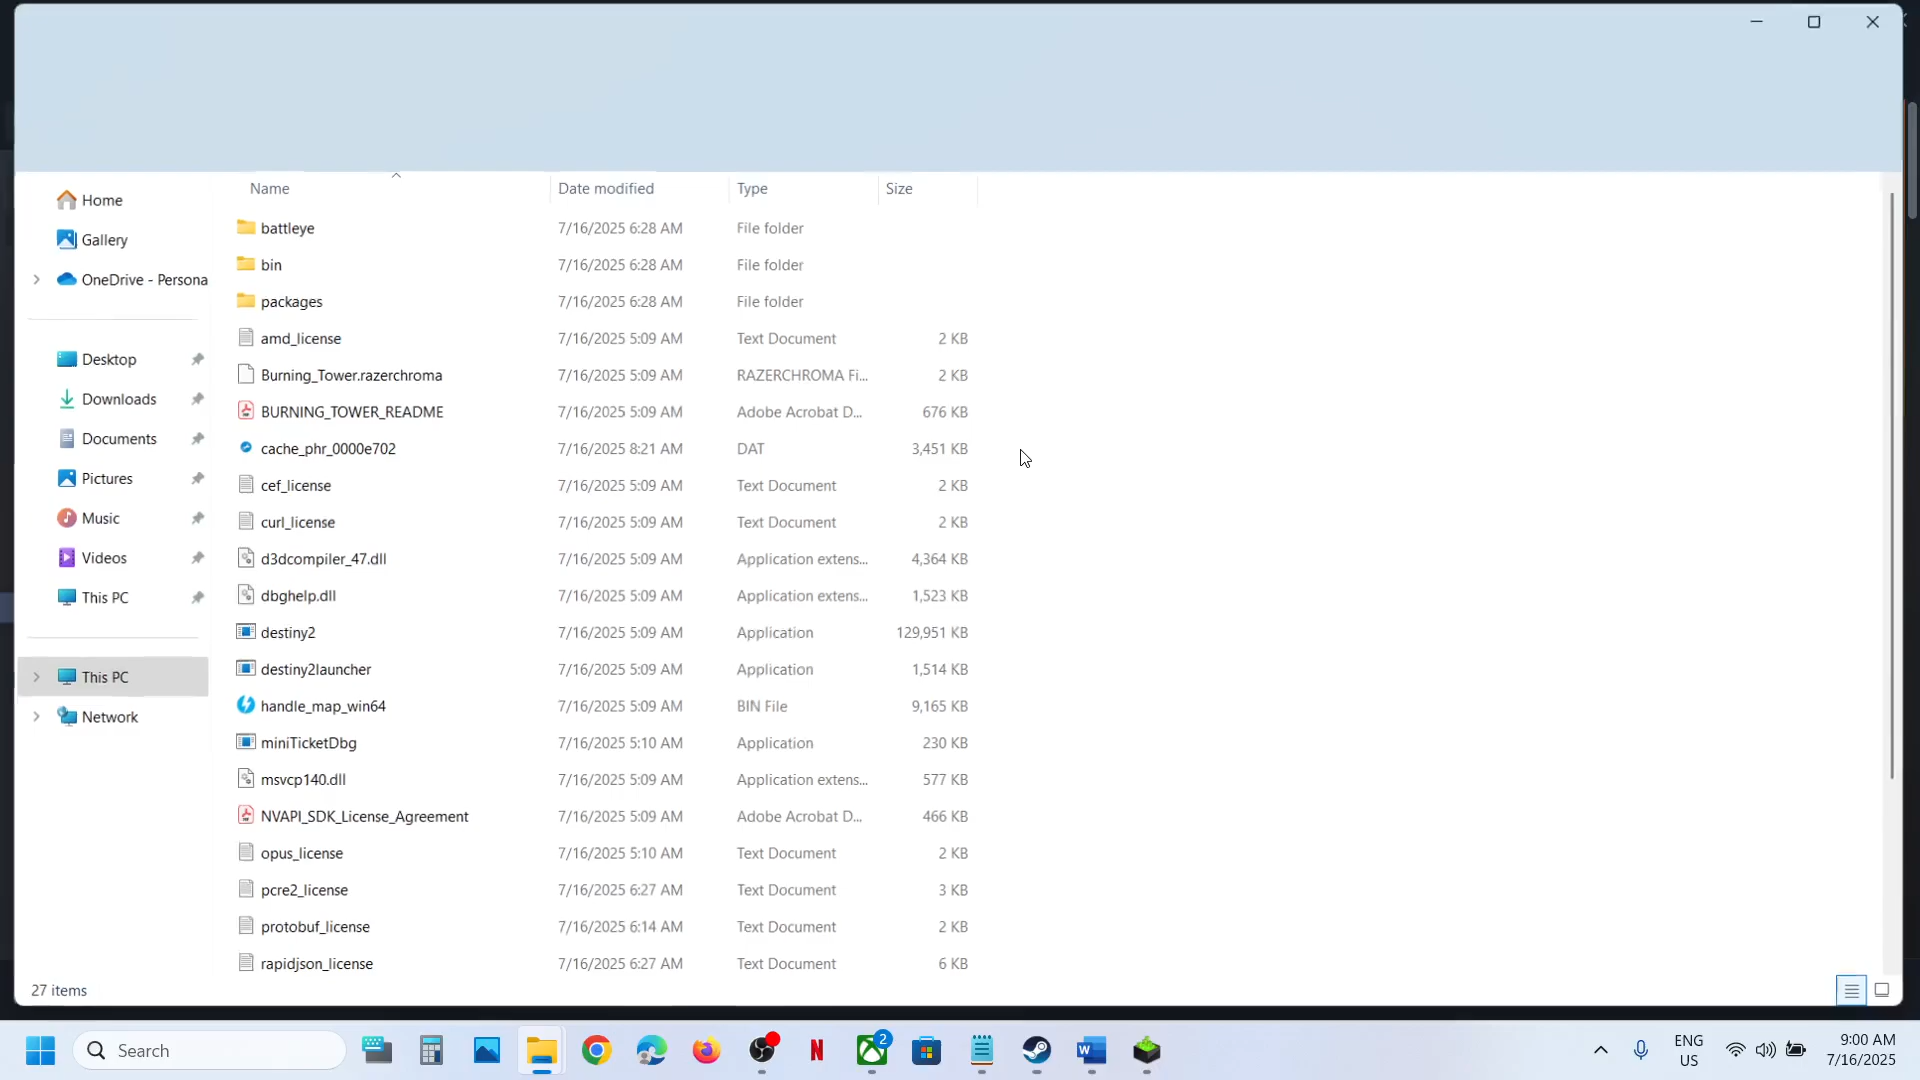 Name Date modified Type Size
Home
Gallery
OneDrive - Persona
Desktop
Downloads
Documents
Pictures
Music
Videos
This PC
This PC
Network
battleye 7/16/2025 6:28 AM File folder
bin 7/16/2025 6:28 AM File folder
packages 7/16/2025 6:28 AM File folder
amd_license 7/16/2025 5:09 AM Text Document 2 KB
Burning_Tower.razerchroma 7/16/2025 5:09 AM RAZERCHROMA Fi... 2 KB
BURNING_TOWER_README 7/16/2025 5:09 AM Adobe Acrobat D... 676 KB
cache_phr_0000e702 7/16/2025 8:21 AM DAT 3,451 KB
cef_license 7/16/2025 5:09 AM Text Document 2 KB
curl_license 7/16/2025 5:09 AM Text Document 2 KB
d3dcompiler_47.dll 7/16/2025 5:09 AM Application extens... 4,364 KB
dbghelp.dll 7/16/2025 5:09 AM Application extens... 1,523 KB
destiny2 7/16/2025 5:09 AM Application 129,951 KB
destiny2launcher 7/16/2025 5:09 AM Application 1,514 KB
handle_map_win64 7/16/2025 5:09 AM BIN File 9,165 KB
miniTicketDbg 7/16/2025 5:10 AM Application 230 KB
msvcp140.dll 7/16/2025 5:09 AM Application extens... 577 KB
NVAPI_SDK_License_Agreement 7/16/2025 5:09 AM Adobe Acrobat D... 466 KB
opus_license 7/16/2025 5:10 AM Text Document 2 KB
pcre2_license 7/16/2025 6:27 AM Text Document 3 KB
protobuf_license 7/16/2025 6:14 AM Text Document 2 KB
rapidjson_license 7/16/2025 6:27 AM Text Document 6 KB
27 items
Search
2
ENG
US
9:00 AM
7/16/2025